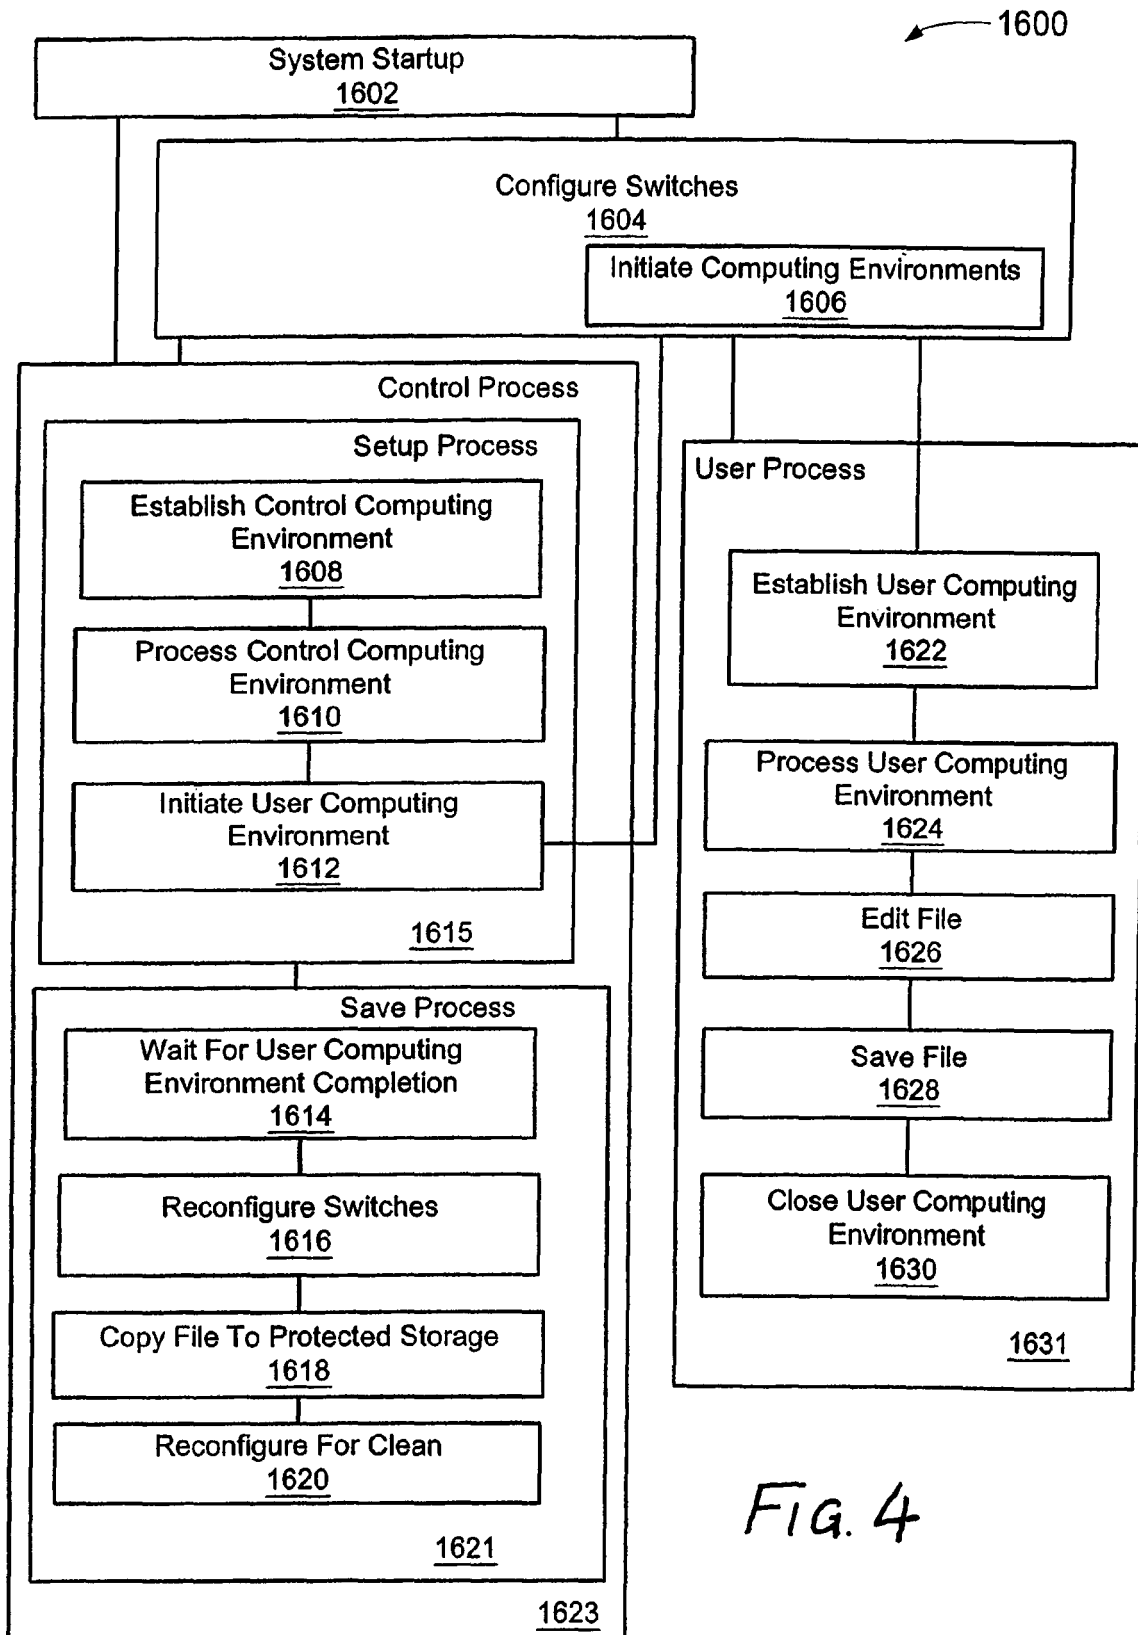 1600
System Startup
1602
Configure Switches
1604
Initiate Computing Environments
1606
Control Process
Setup Process
Establish Control Computing
Environment
1608
Process Control Computing
Environment
1610
Initiate User Computing
Environment
1612
1615
Save Process
Wait For User Computing
Environment Completion
1614
Reconfigure Switches
1616
Copy File To Protected Storage
1618
Reconfigure For Clean
1620
1621
1623
User Process
Establish User Computing
Environment
1622
Process User Computing
Environment
1624
Edit File
1626
Save File
1628
Close User Computing
Environment
1630
1631
FIG. 4